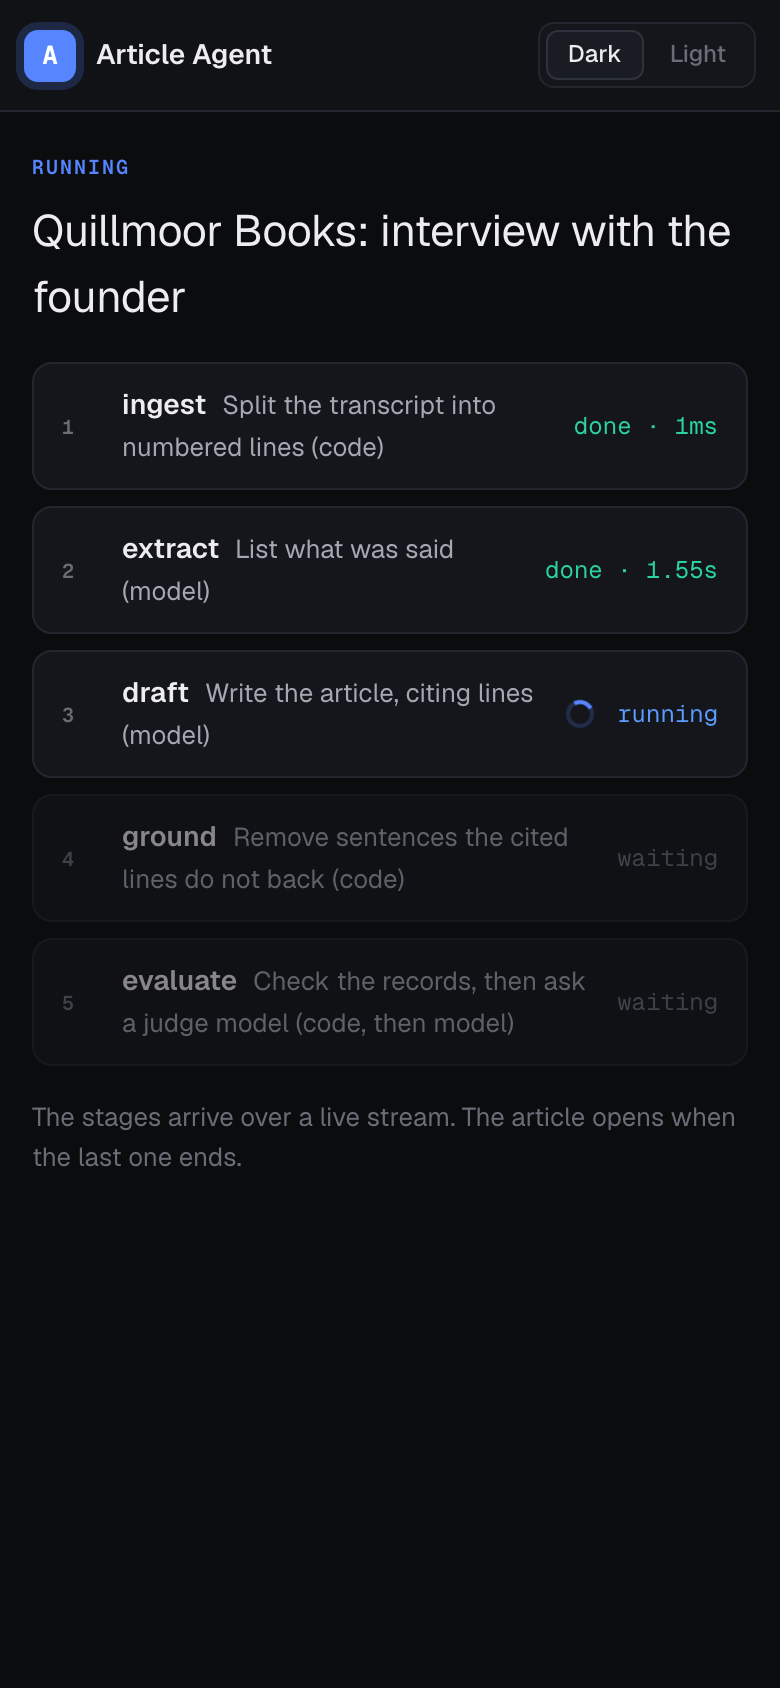 A Article Agent Dark Light
RUNNING
Quillmoor Books: interview with the
founder
1 ingest Split the transcript into
numbered lines (code) done · 1ms
2 extract List what was said
(model) done · 1.55s
3 draft Write the article, citing lines
(model) running
4 ground Remove sentences the cited
lines do not back (code) waiting
5 evaluate Check the records, then ask
a judge model (code, then model) waiting
The stages arrive over a live stream. The article opens when
the last one ends.